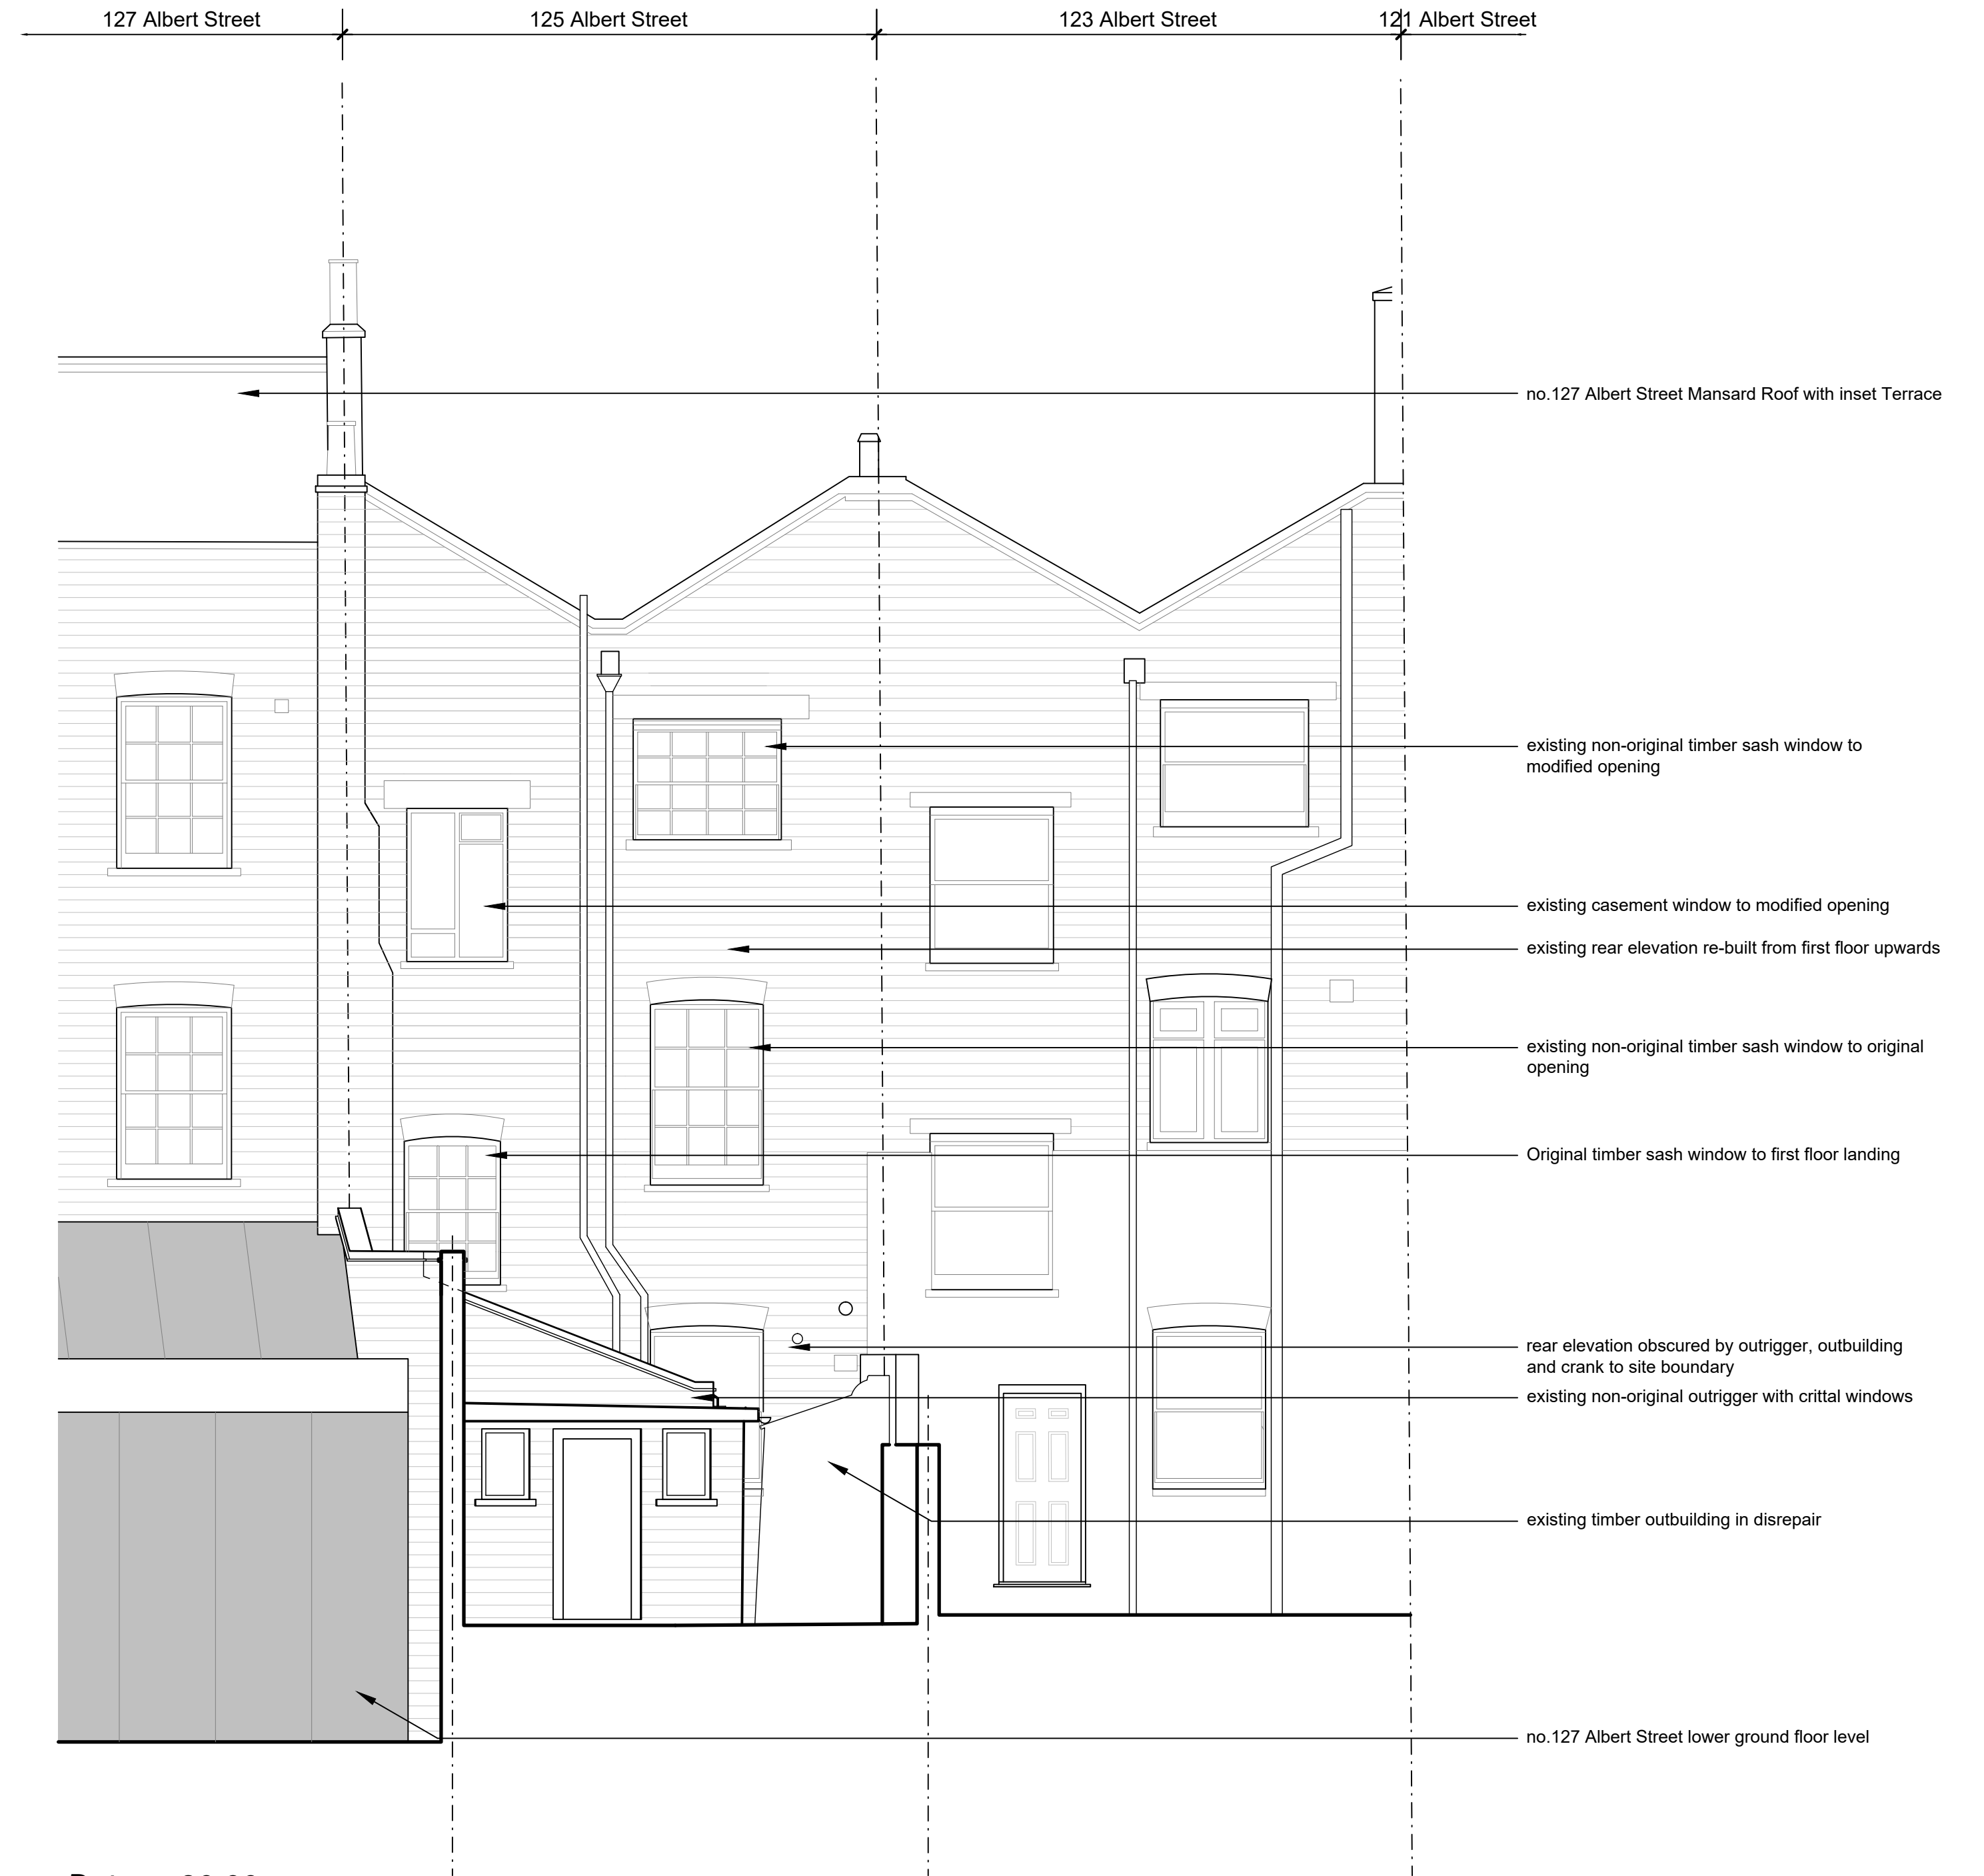 127 Albert Street
125 Albert Street
123 Albert Street
121 Albert Street
no.127 Albert Street Mansard Roof with inset Terrace
existing non-original timber sash window to
modified opening
existing casement window to modified opening
existing rear elevation re-built from first floor upwards
existing non-original timber sash window to original
opening
Original timber sash window to first floor landing
rear elevation obscured by outrigger, outbuilding
and crank to site boundary
existing non-original outrigger with crittal windows
existing timber outbuilding in disrepair
no.127 Albert Street lower ground floor level